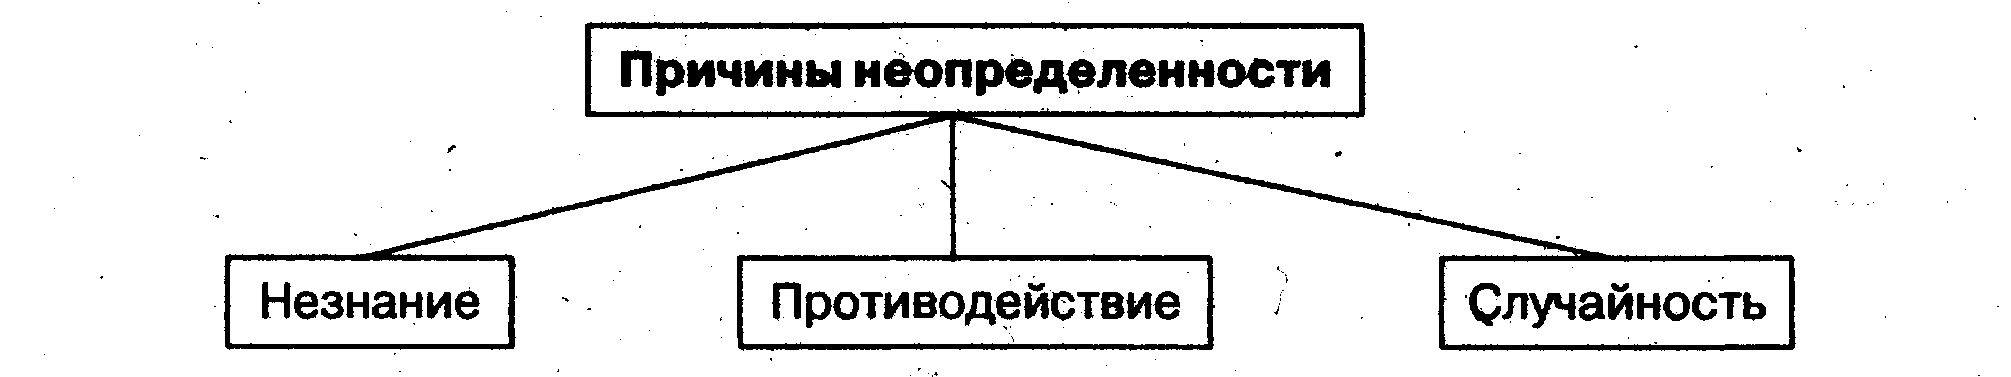 Причины неопределенности
Незнание
Противодействие
Случайность